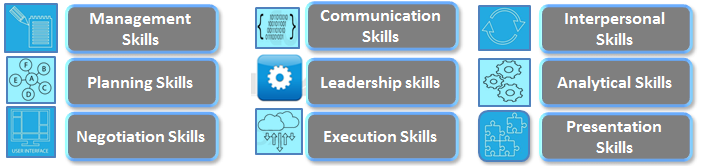 Management
Skills
Communication
Skills
Interpersonal
Skills
Planning Skills
Leadership skills
Analytical Skills
Negotiation Skills
Execution Skills
Presentation
Skills
F
B
E
A
C
D
USER INTERFACE